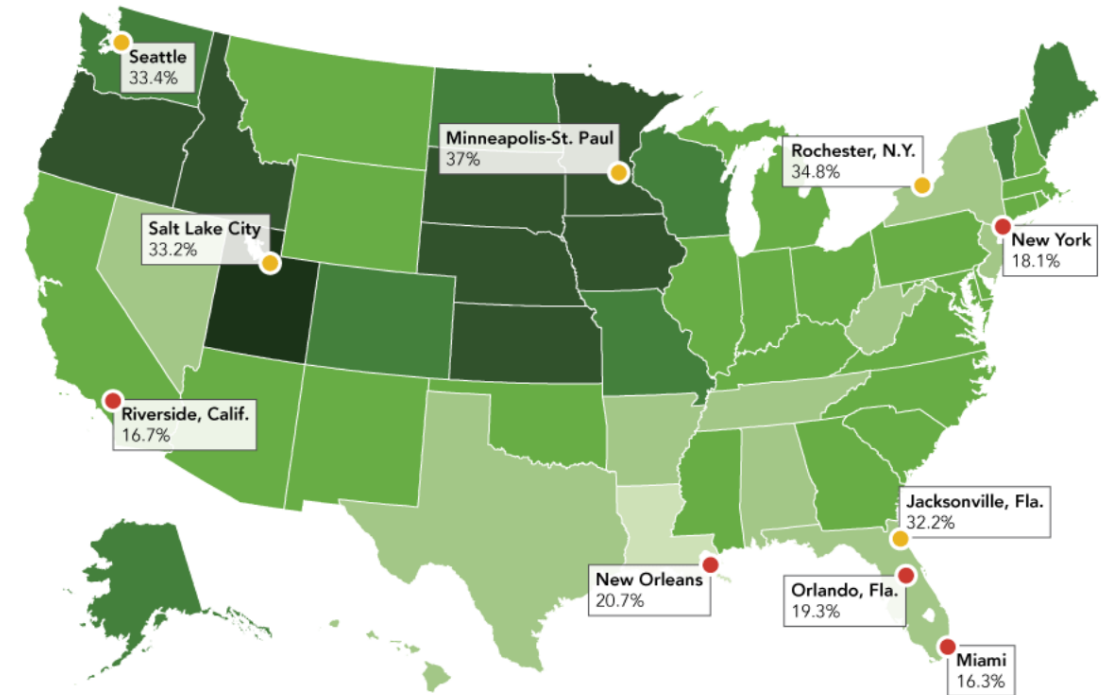 Seattle
33.4%
Minneapolis-St. Paul
37%
Rochester, N.Y.
34.8%
Salt Lake City
33.2%
New York
18.1%
Riverside, Calif.
16.7%
Jacksonville, Fla.
32.2%
New Orleans
20.7%
Orlando, Fla.
19.3%
Miami
16.3%